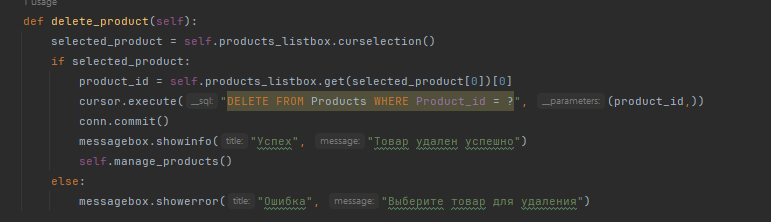 1 usage
def delete_product(self):
    selected_product = self.products_listbox.curselection()
    if selected_product:
        product_id = self.products_listbox.get(selected_product[0])[0]
        cursor.execute(__sql: "DELETE FROM Products WHERE Product_id = ?", __parameters: (product_id,))
        conn.commit()
        messagebox.showinfo(title: "Успех", message: "Товар удален успешно")
        self.manage_products()
    else:
        messagebox.showerror(title: "Ошибка", message: "Выберите товар для удаления")